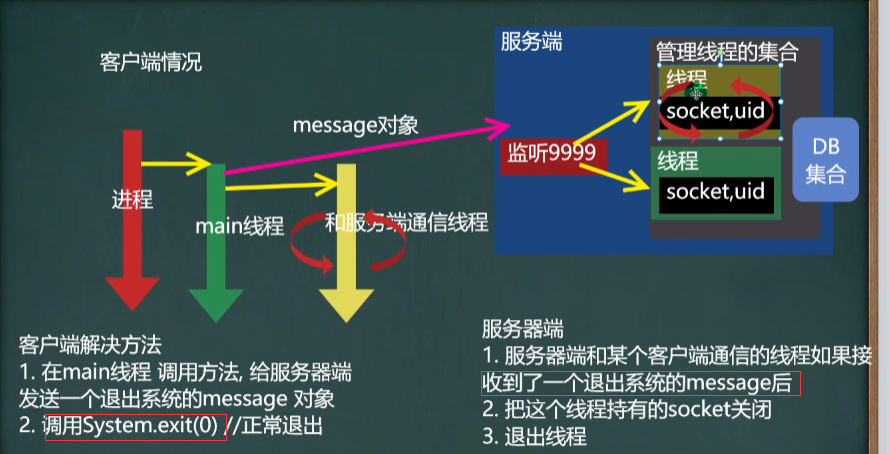 客户端情况
服务端
管理线程的集合
线程
socket,uid
message对象
监听9999
DB
集合
线程
socket,uid
进程
main线程
和服务端通信线程
客户端解决方法
1. 在main线程 调用方法, 给服务器端
发送一个退出系统的message 对象
2. 调用System.exit(0) //正常退出
服务器端
1. 服务器端和某个客户端通信的线程如果接
收到了一个退出系统的message后
2. 把这个线程持有的socket关闭
3. 退出线程